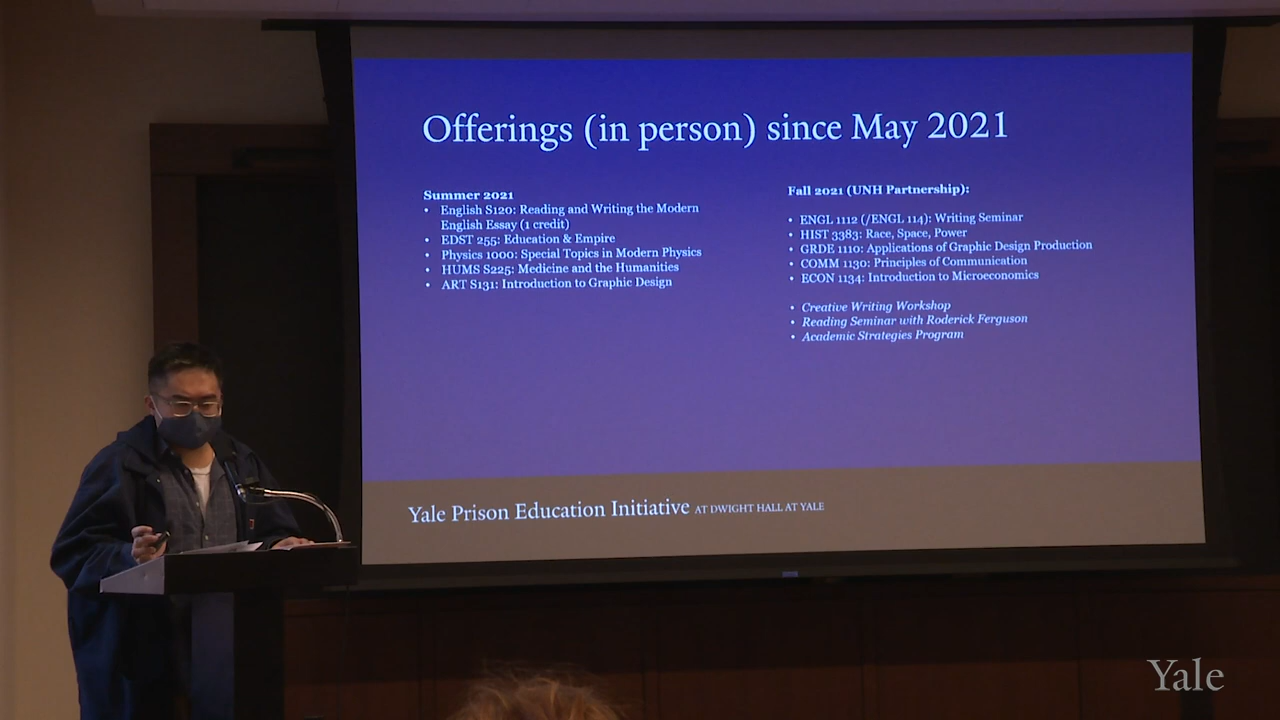 Offerings (in person) since May 2021
Summer 2021
• English S120: Reading and Writing the Modern
English Essay (1 credit)
• EDST 255: Education & Empire
• Physics 1000: Special Topics in Modern Physics
• HUMS S225: Medicine and the Humanities
• ART S131: Introduction to Graphic Design
Fall 2021 (UNH Partnership):
• ENGL 1112 (/ENGL 114): Writing Seminar
• HIST 3383: Race, Space, Power
• GRDE 1110: Applications of Graphic Design Production
• COMM 1130: Principles of Communication
• ECON 1134: Introduction to Microeconomics
• Creative Writing Workshop
• Reading Seminar with Roderick Ferguson
• Academic Strategies Program
Yale Prison Education Initiative AT DWIGHT HALL AT YALE
Yale